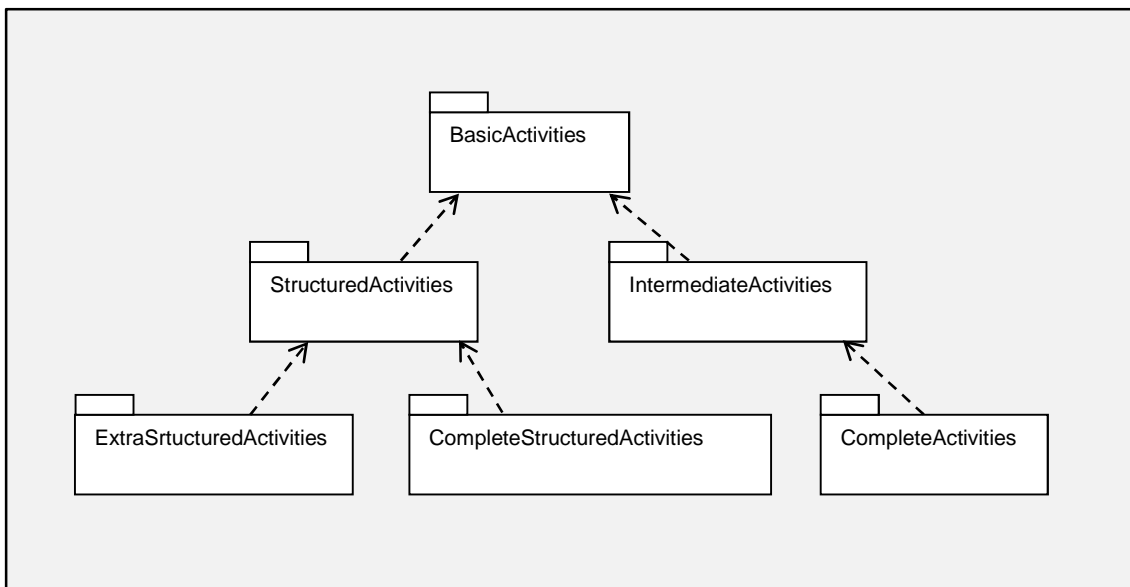 BasicActivities
StructuredActivities
IntermediateActivities
ExtraSrtucturedActivities
CompleteStructuredActivities
CompleteActivities